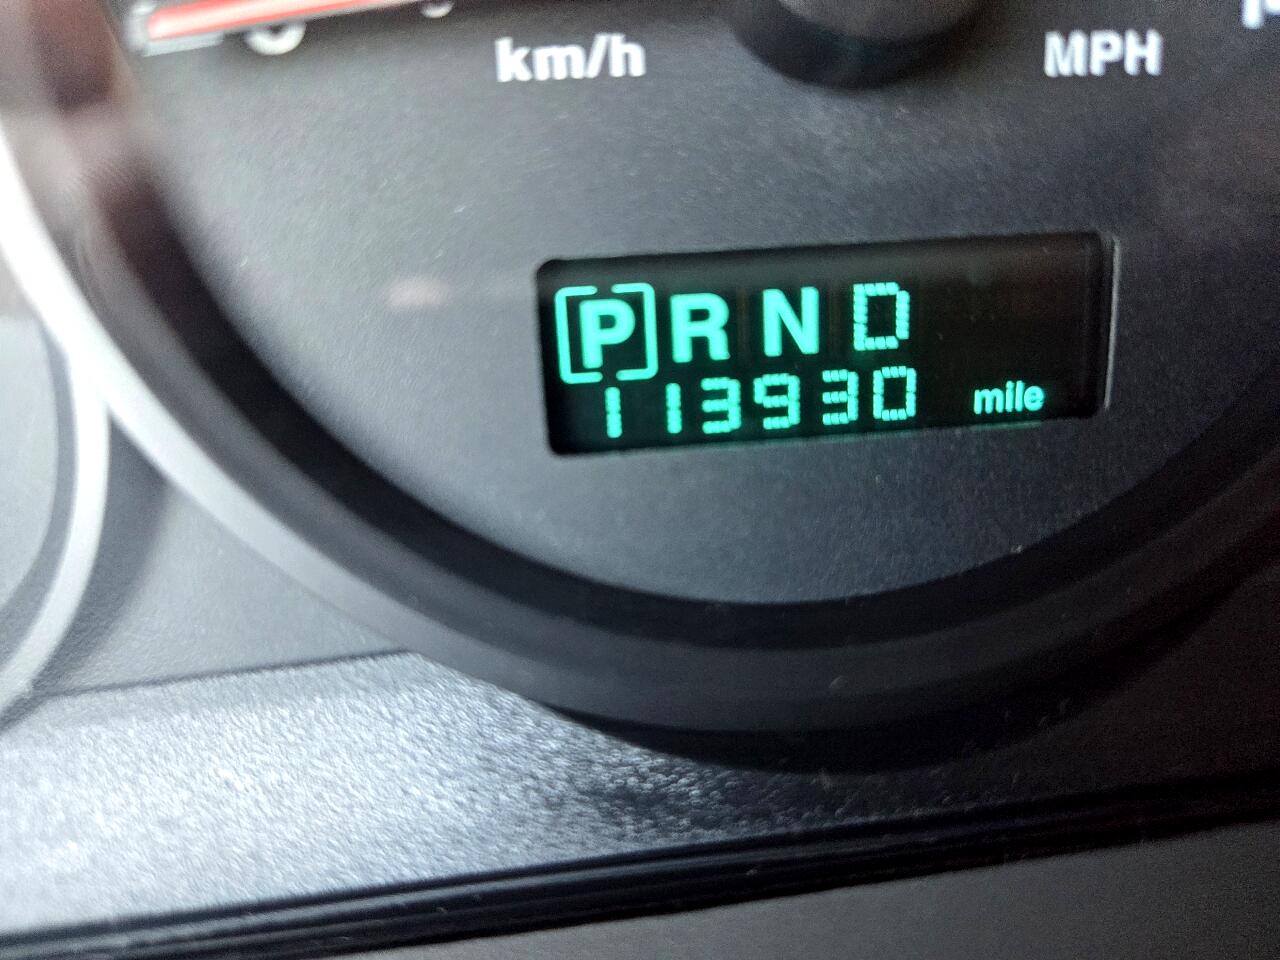 km/h MPH
P R N D
113930 mile